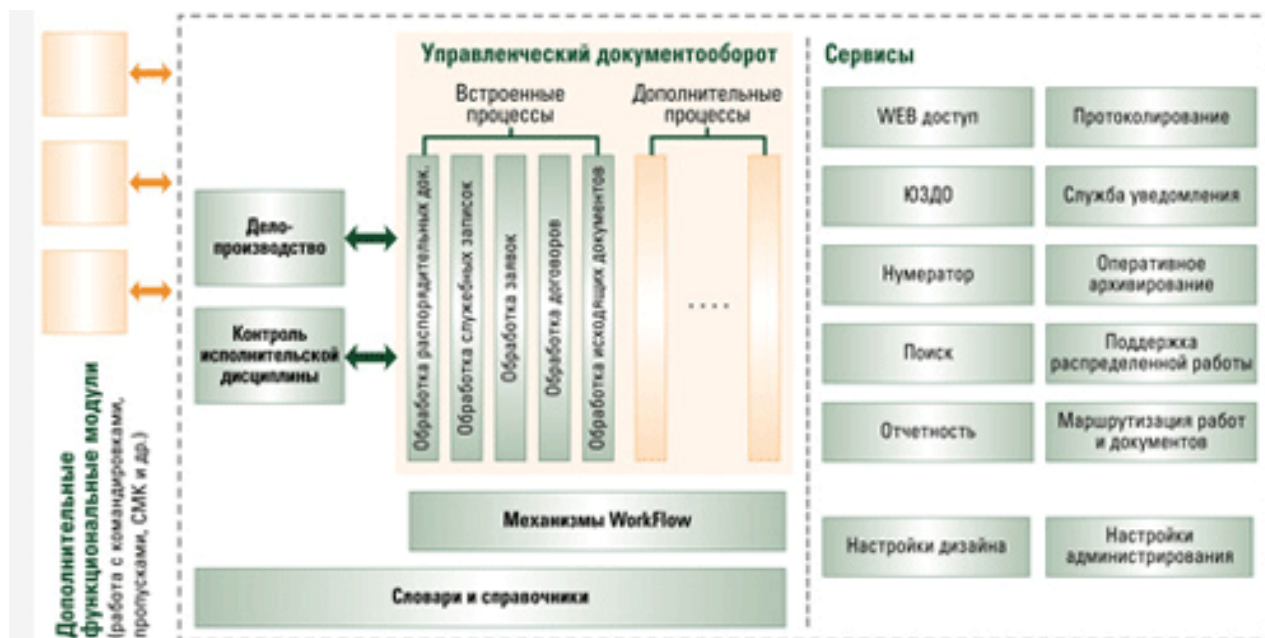 Управленческий документооборот
Встроенные
процессы
Дополнительные
процессы
Обработка распорядительных док.
Обработка служебных записок
Обработка заявок
Обработка договоров
Обработка исходящих документов
....
Дело-
производство
Контроль
исполнительской
дисциплины
Механизмы WorkFlow
Словари и справочники
Дополнительные
функциональные модули
(работа с командировками,
пропусками, СМК и др.)
Сервисы
WEB доступ
Протоколирование
ЮЗДО
Служба уведомления
Нумератор
Оперативное
архивирование
Поиск
Поддержка
распределенной работы
Отчетность
Маршрутизация работ
и документов
Настройки дизайна
Настройки
администрирования